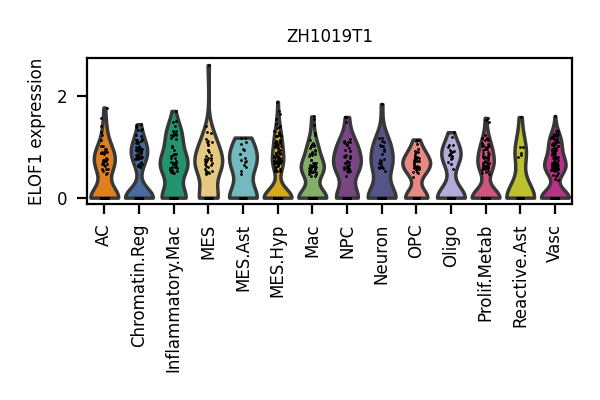 ZH1019T1
ELOF1 expression
2
0
AC
Chromatin.Reg
Inflammatory.Mac
MES
MES.Ast
MES.Hyp
Mac
NPC
Neuron
OPC
Oligo
Prolif.Metab
Reactive.Ast
Vasc